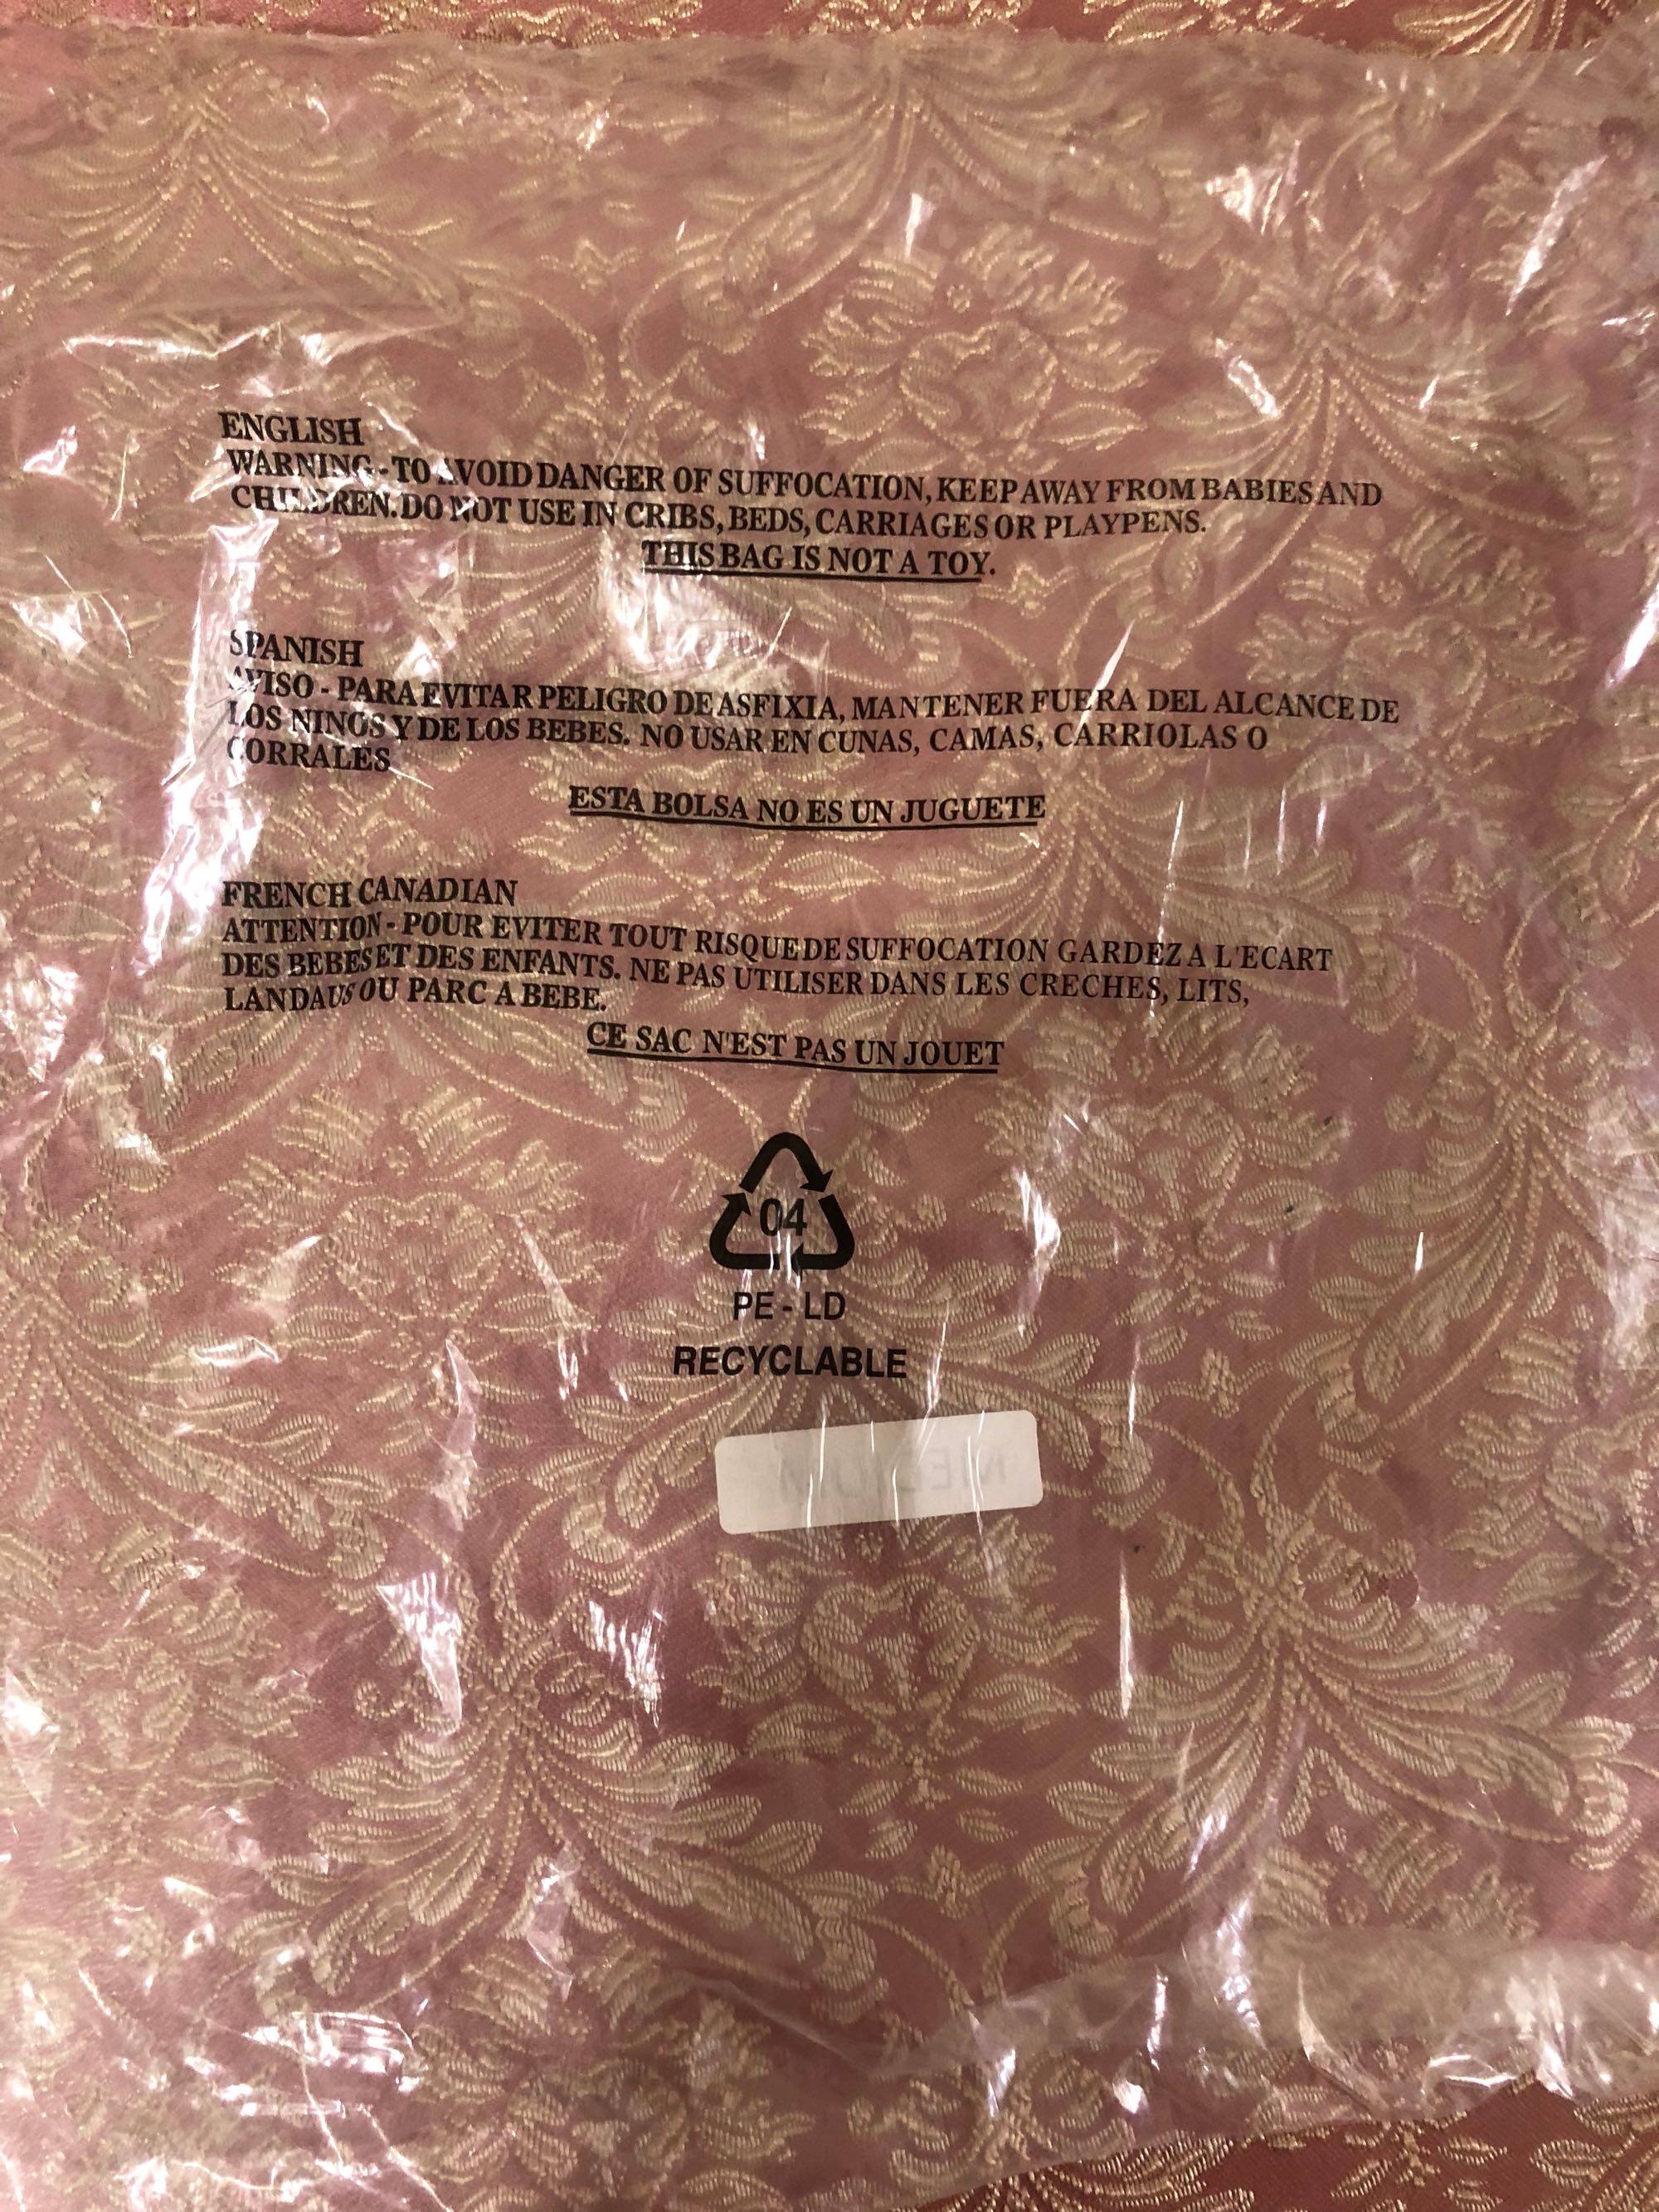 ENGLISH
WARNING - TO AVOID DANGER OF SUFFOCATION, KEEP AWAY FROM BABIES AND
CHILDREN. DO NOT USE IN CRIBS, BEDS, CARRIAGES OR PLAYPENS.
THIS BAG IS NOT A TOY.
SPANISH
AVISO - PARA EVITAR PELIGRO DE ASFIXIA, MANTENER FUERA DEL ALCANCE DE
LOS NINOS Y DE LOS BEBES. NO USAR EN CUNAS, CAMAS, CARRIOLAS O
CORRALES
ESTA BOLSA NO ES UN JUGUETE
FRENCH CANADIAN
ATTENTION - POUR EVITER TOUT RISQUE DE SUFFOCATION GARDEZ A L'ECART
DES BEBES ET DES ENFANTS. NE PAS UTILISER DANS LES CRECHES, LITS,
LANDAUS OU PARC A BEBE.
CE SAC N'EST PAS UN JOUET
04
PE - LD
RECYCLABLE